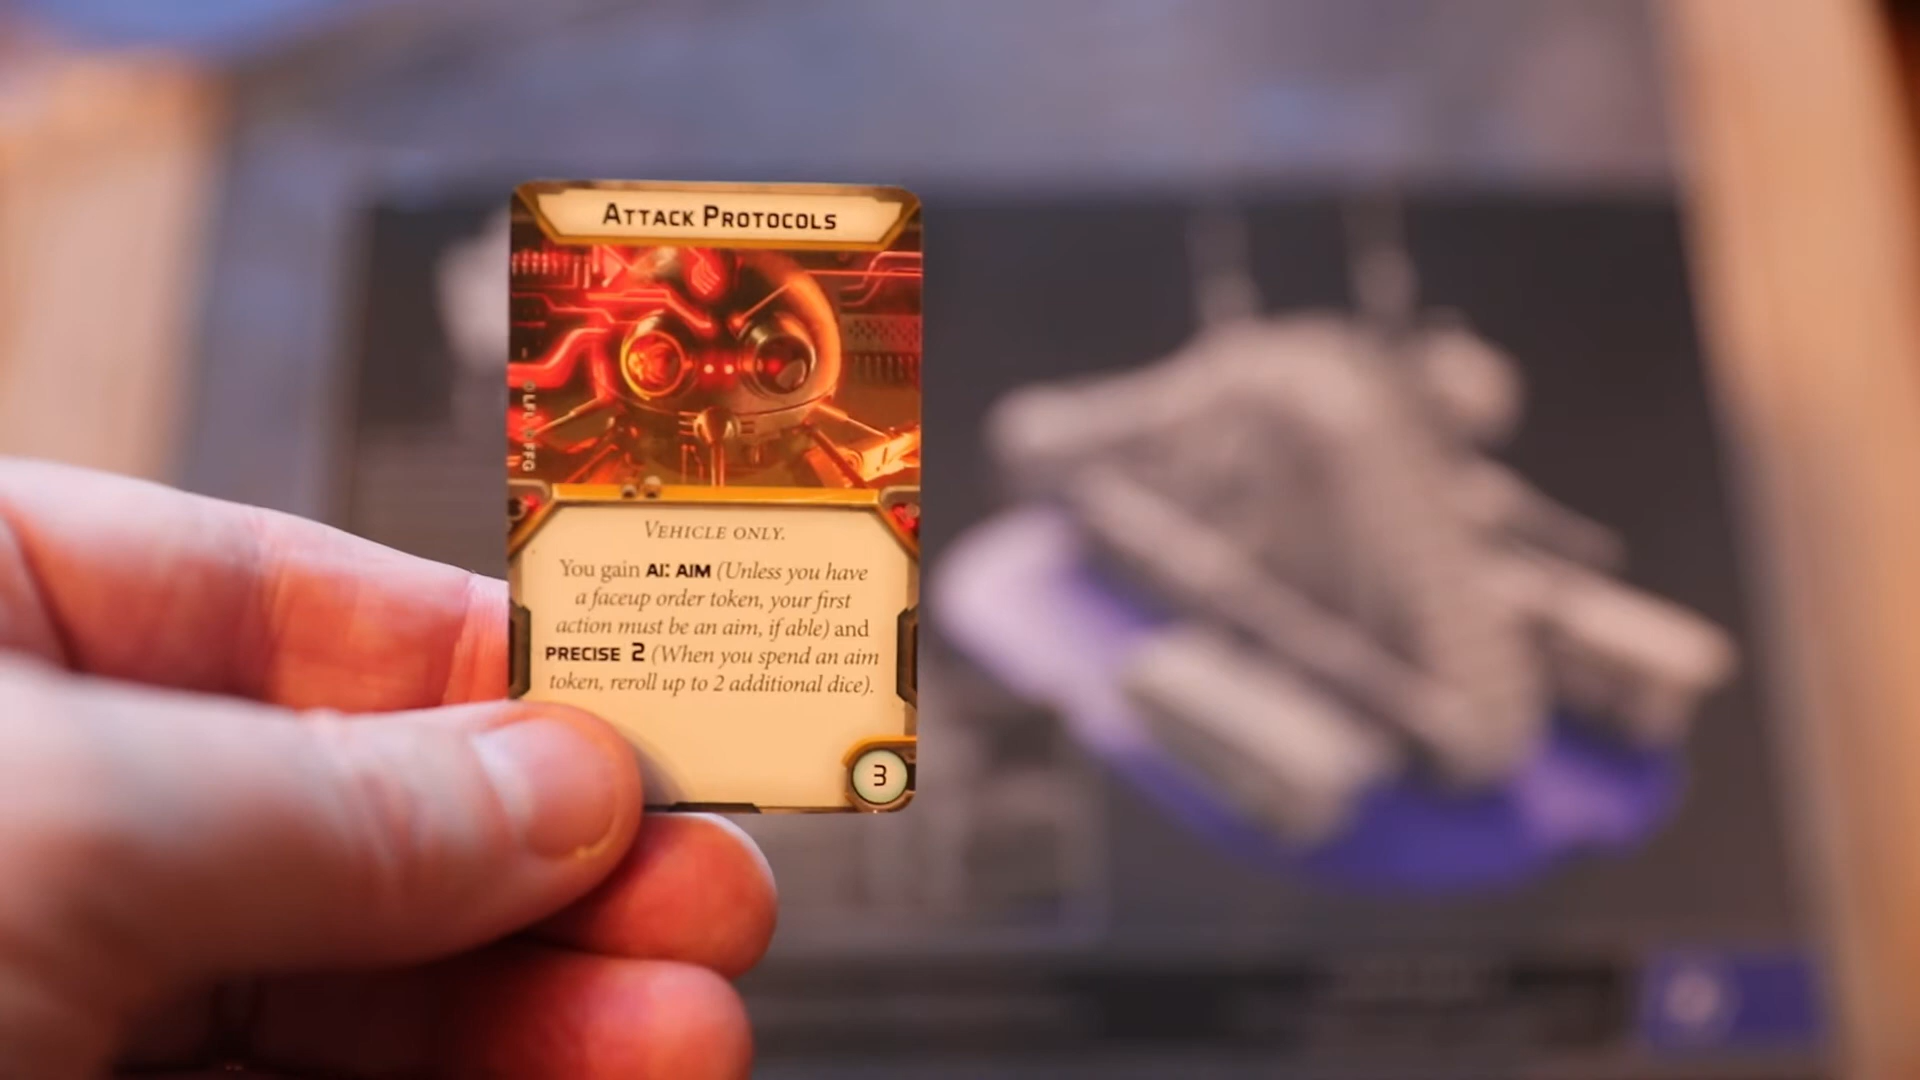 ATTACK PROTOCOLS
© LFL © FFG
VEHICLE ONLY.
You gain AI: AIM (Unless you have
a faceup order token, your first
action must be an aim, if able) and
PRECISE 2 (When you spend an aim
token, reroll up to 2 additional dice).
3